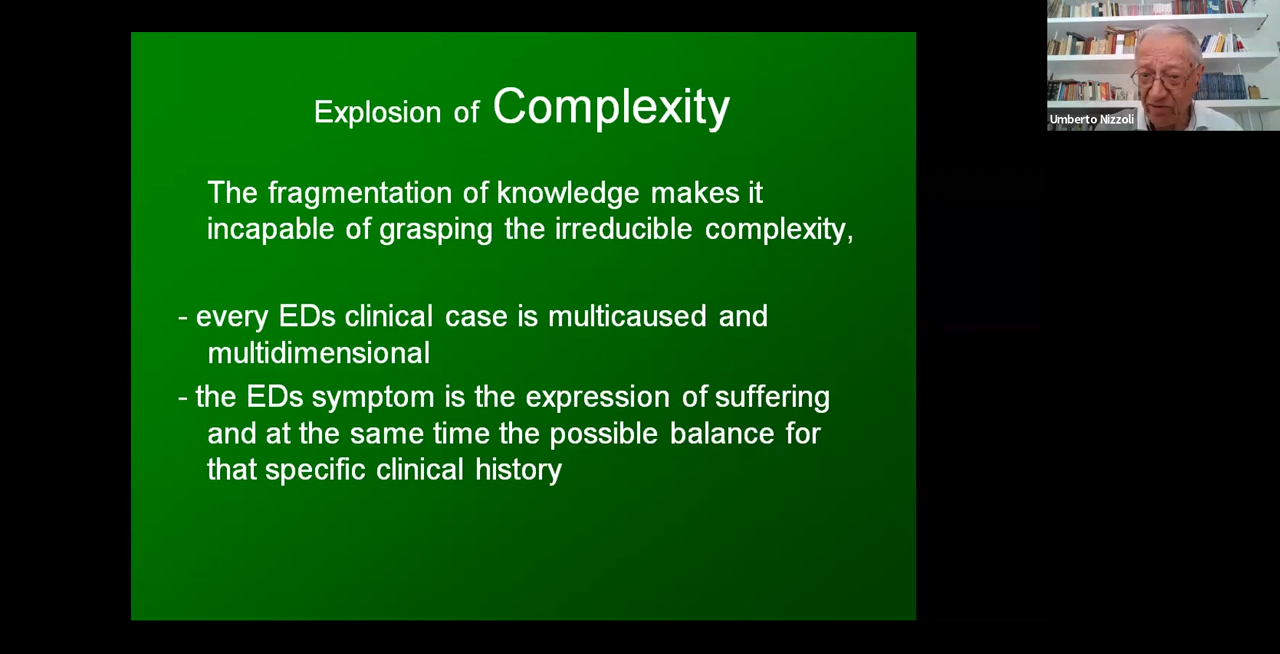 Explosion of Complexity
The fragmentation of knowledge makes it
incapable of grasping the irreducible complexity,
- every EDs clinical case is multicaused and
multidimensional
- the EDs symptom is the expression of suffering
and at the same time the possible balance for
that specific clinical history
Umberto Nizzoli